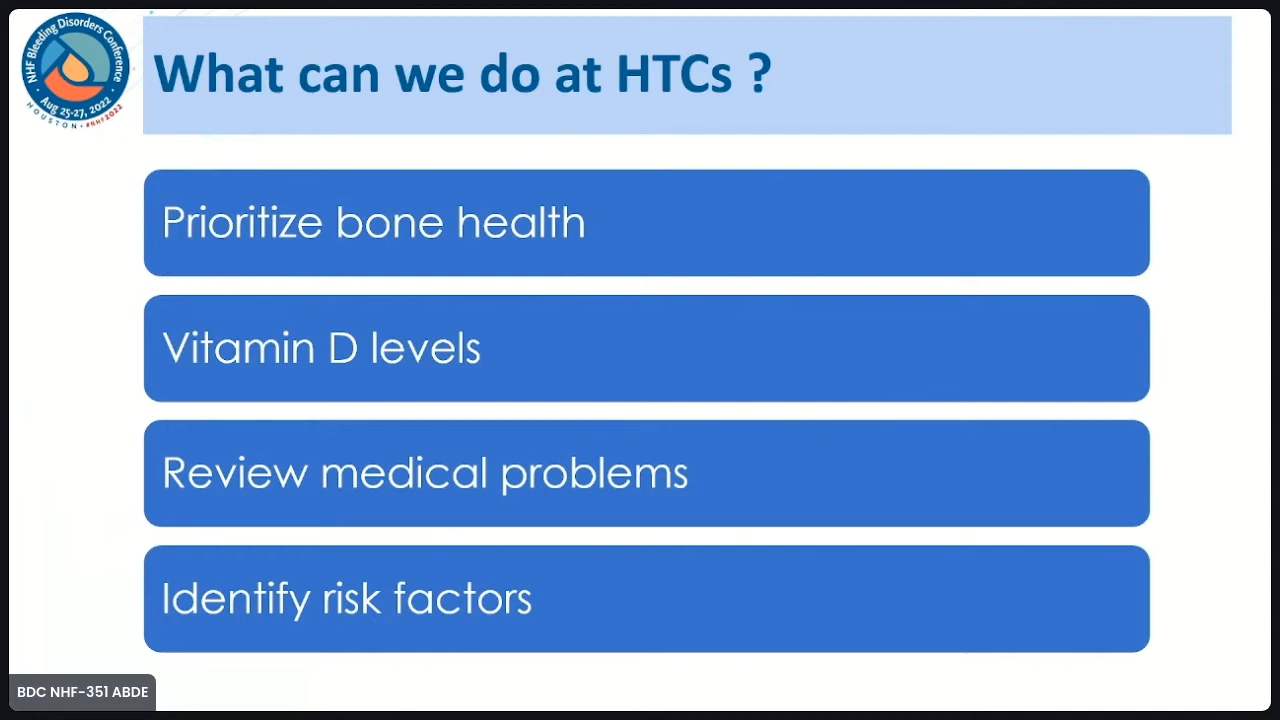 NHF Bleeding Disorders Conference
Aug 25-27, 2022
HOUSTON • #NHF2022
What can we do at HTCs ?
Prioritize bone health
Vitamin D levels
Review medical problems
Identify risk factors
BDC NHF-351 ABDE